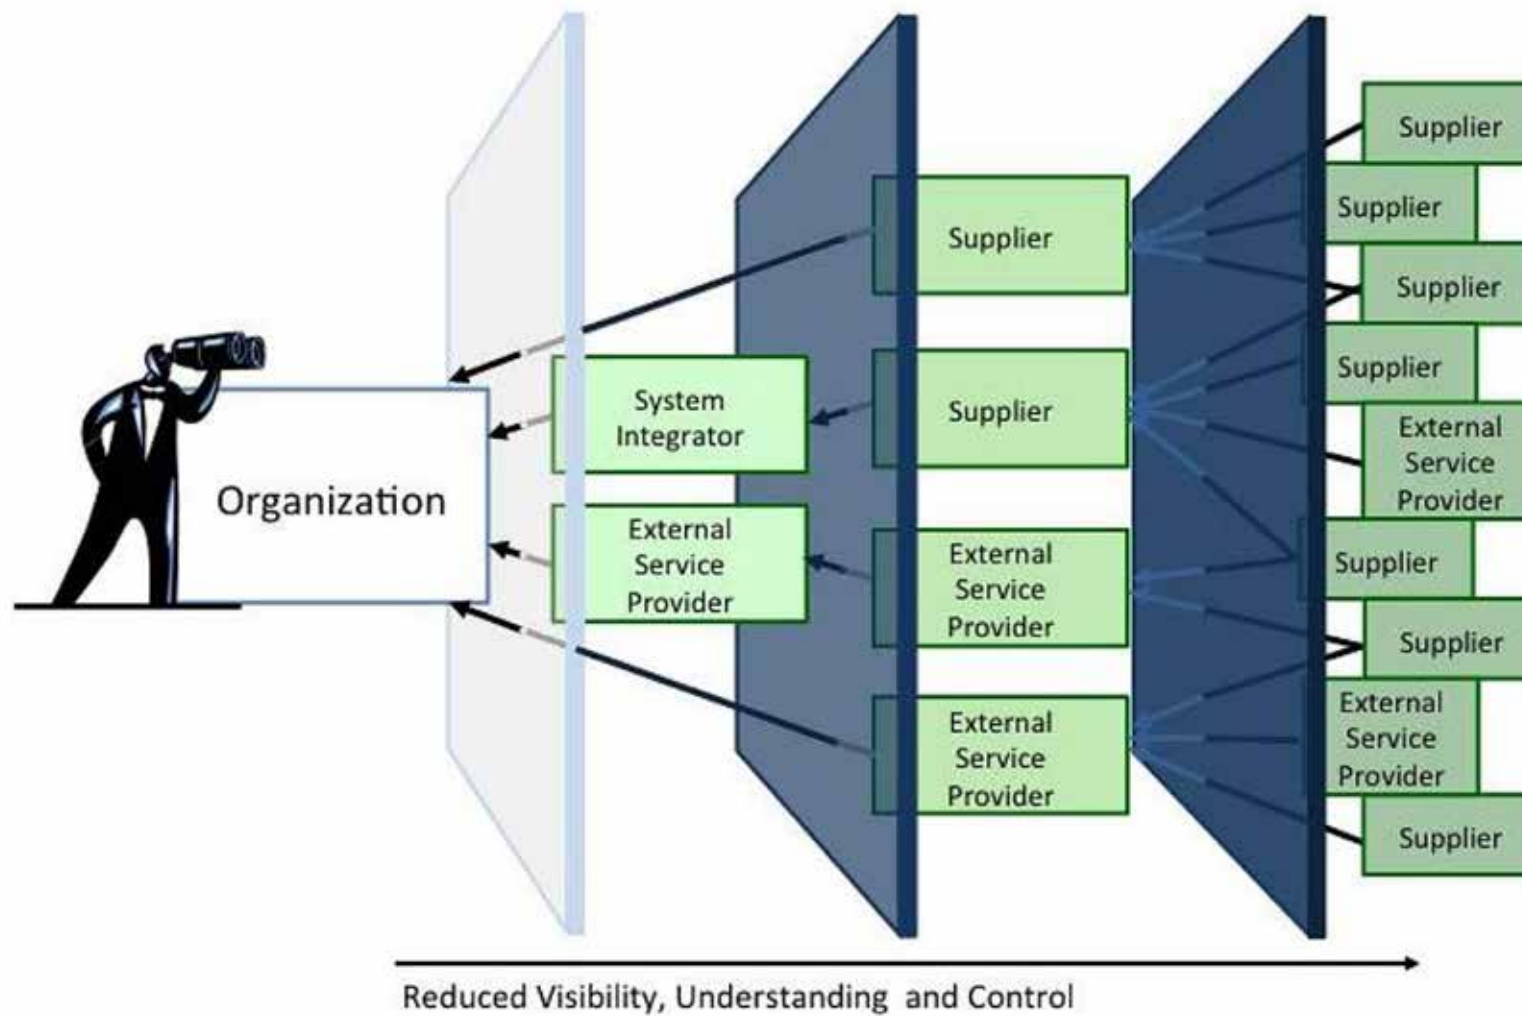 Organization
System
Integrator
External
Service
Provider
Supplier
Supplier
External
Service
Provider
External
Service
Provider
Supplier
Supplier
Supplier
Supplier
External
Service
Provider
Supplier
Supplier
External
Service
Provider
Supplier
Reduced Visibility, Understanding and Control